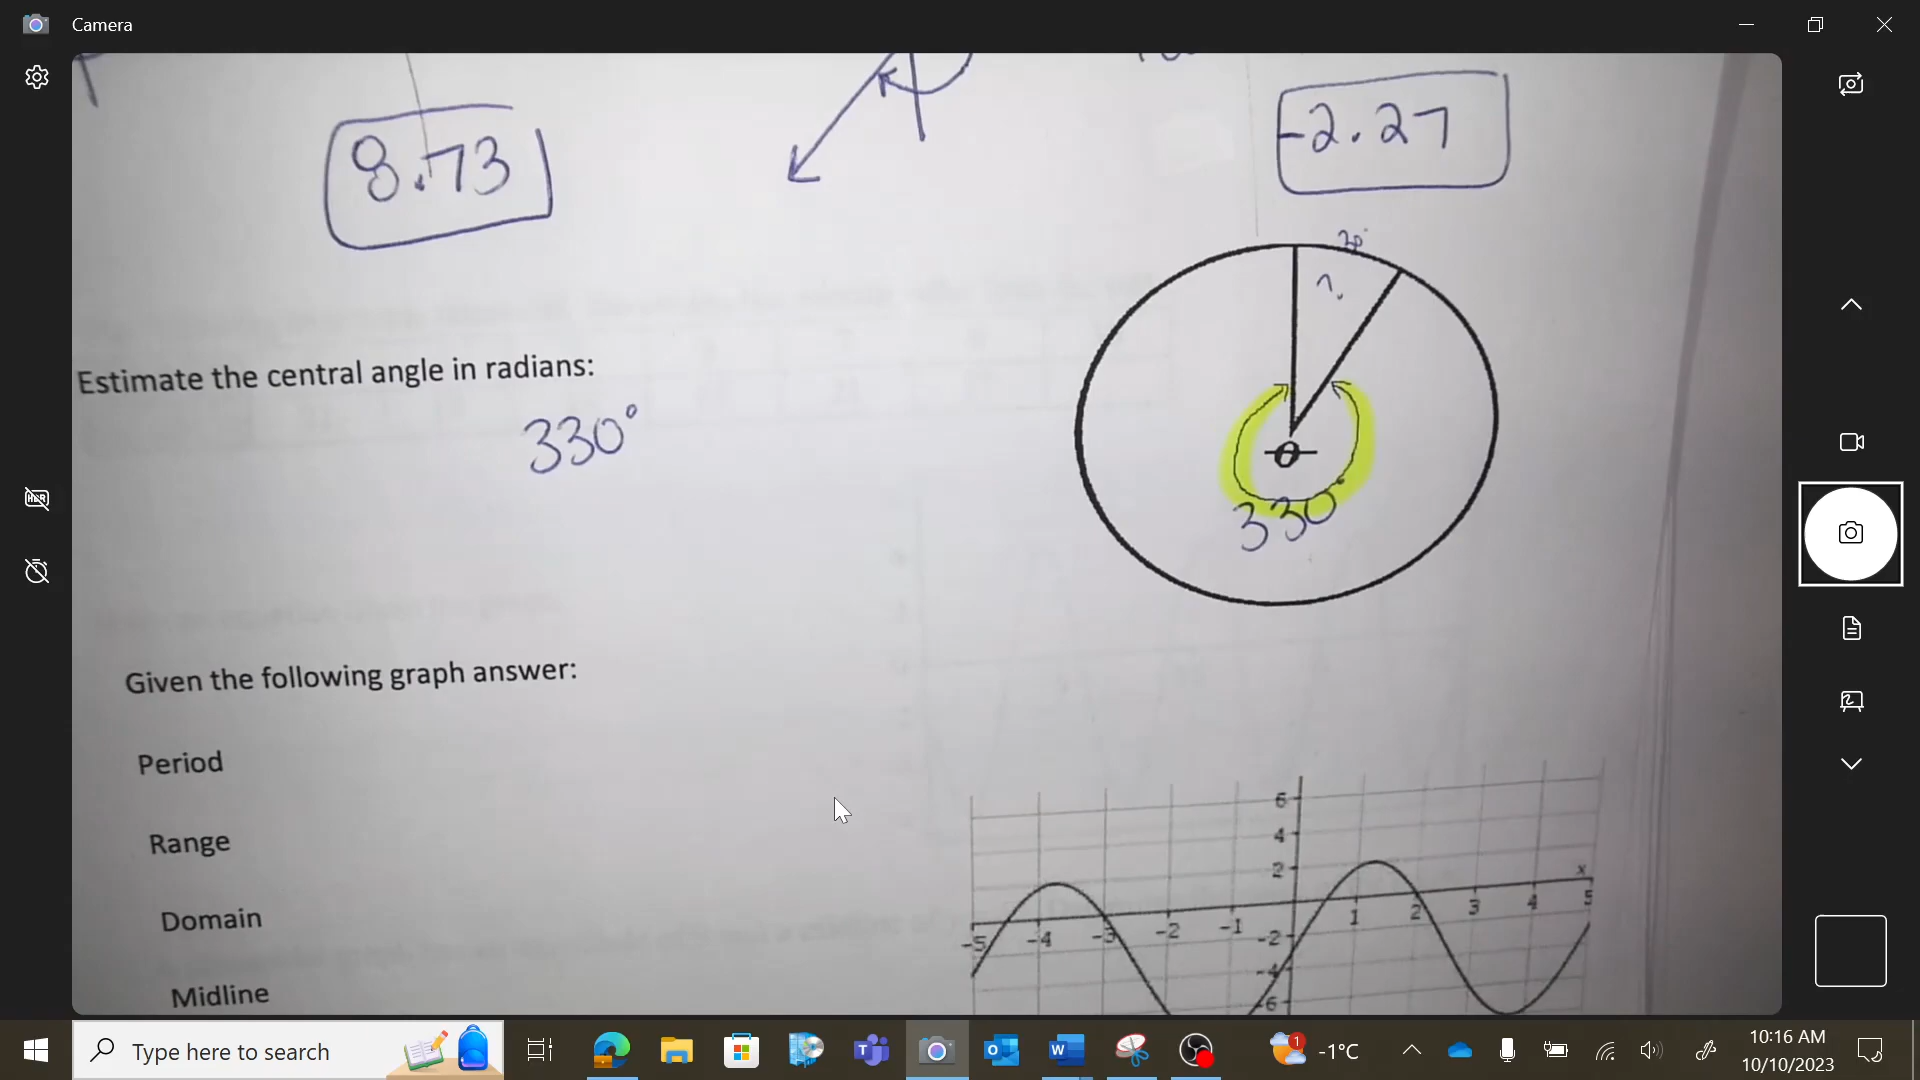 Camera
8.73
-2.27
30°
?
Estimate the central angle in radians:
330°
θ
330°
Given the following graph answer:
Period
Range
Domain
Midline
6
4
2
x
-5 -4 -3 -2 -1 1 2 3 4 5
-2
-4
-6
Type here to search
1
-1°C
10:16 AM
10/10/2023